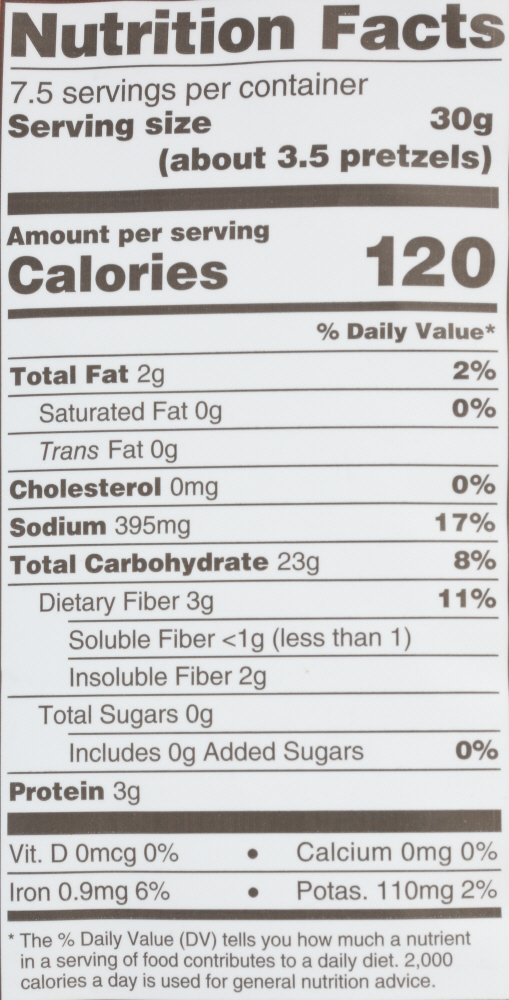 Nutrition Facts
7.5 servings per container
Serving size 30g
(about 3.5 pretzels)
Amount per serving
Calories 120
% Daily Value*
Total Fat 2g 2%
Saturated Fat 0g 0%
Trans Fat 0g
Cholesterol 0mg 0%
Sodium 395mg 17%
Total Carbohydrate 23g 8%
Dietary Fiber 3g 11%
Soluble Fiber <1g (less than 1)
Insoluble Fiber 2g
Total Sugars 0g
Includes 0g Added Sugars 0%
Protein 3g
Vit. D 0mcg 0% • Calcium 0mg 0%
Iron 0.9mg 6% • Potas. 110mg 2%
* The % Daily Value (DV) tells you how much a nutrient
in a serving of food contributes to a daily diet. 2,000
calories a day is used for general nutrition advice.